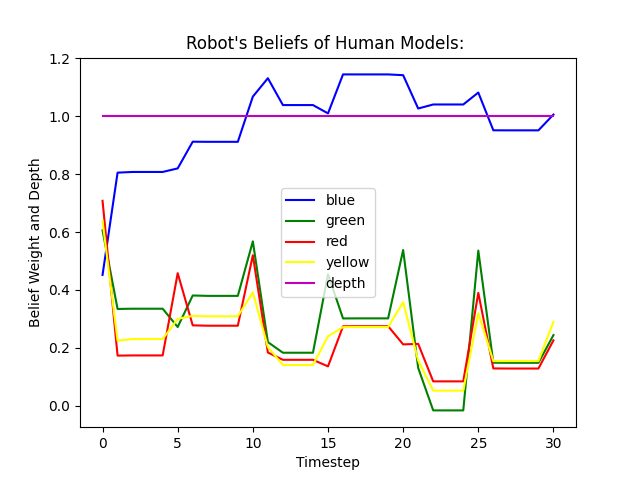 Robot's Beliefs of Human Models:
Belief Weight and Depth
1.2
1.0
0.8
0.6
0.4
0.2
0.0
blue
green
red
yellow
depth
0 5 10 15 20 25 30
Timestep